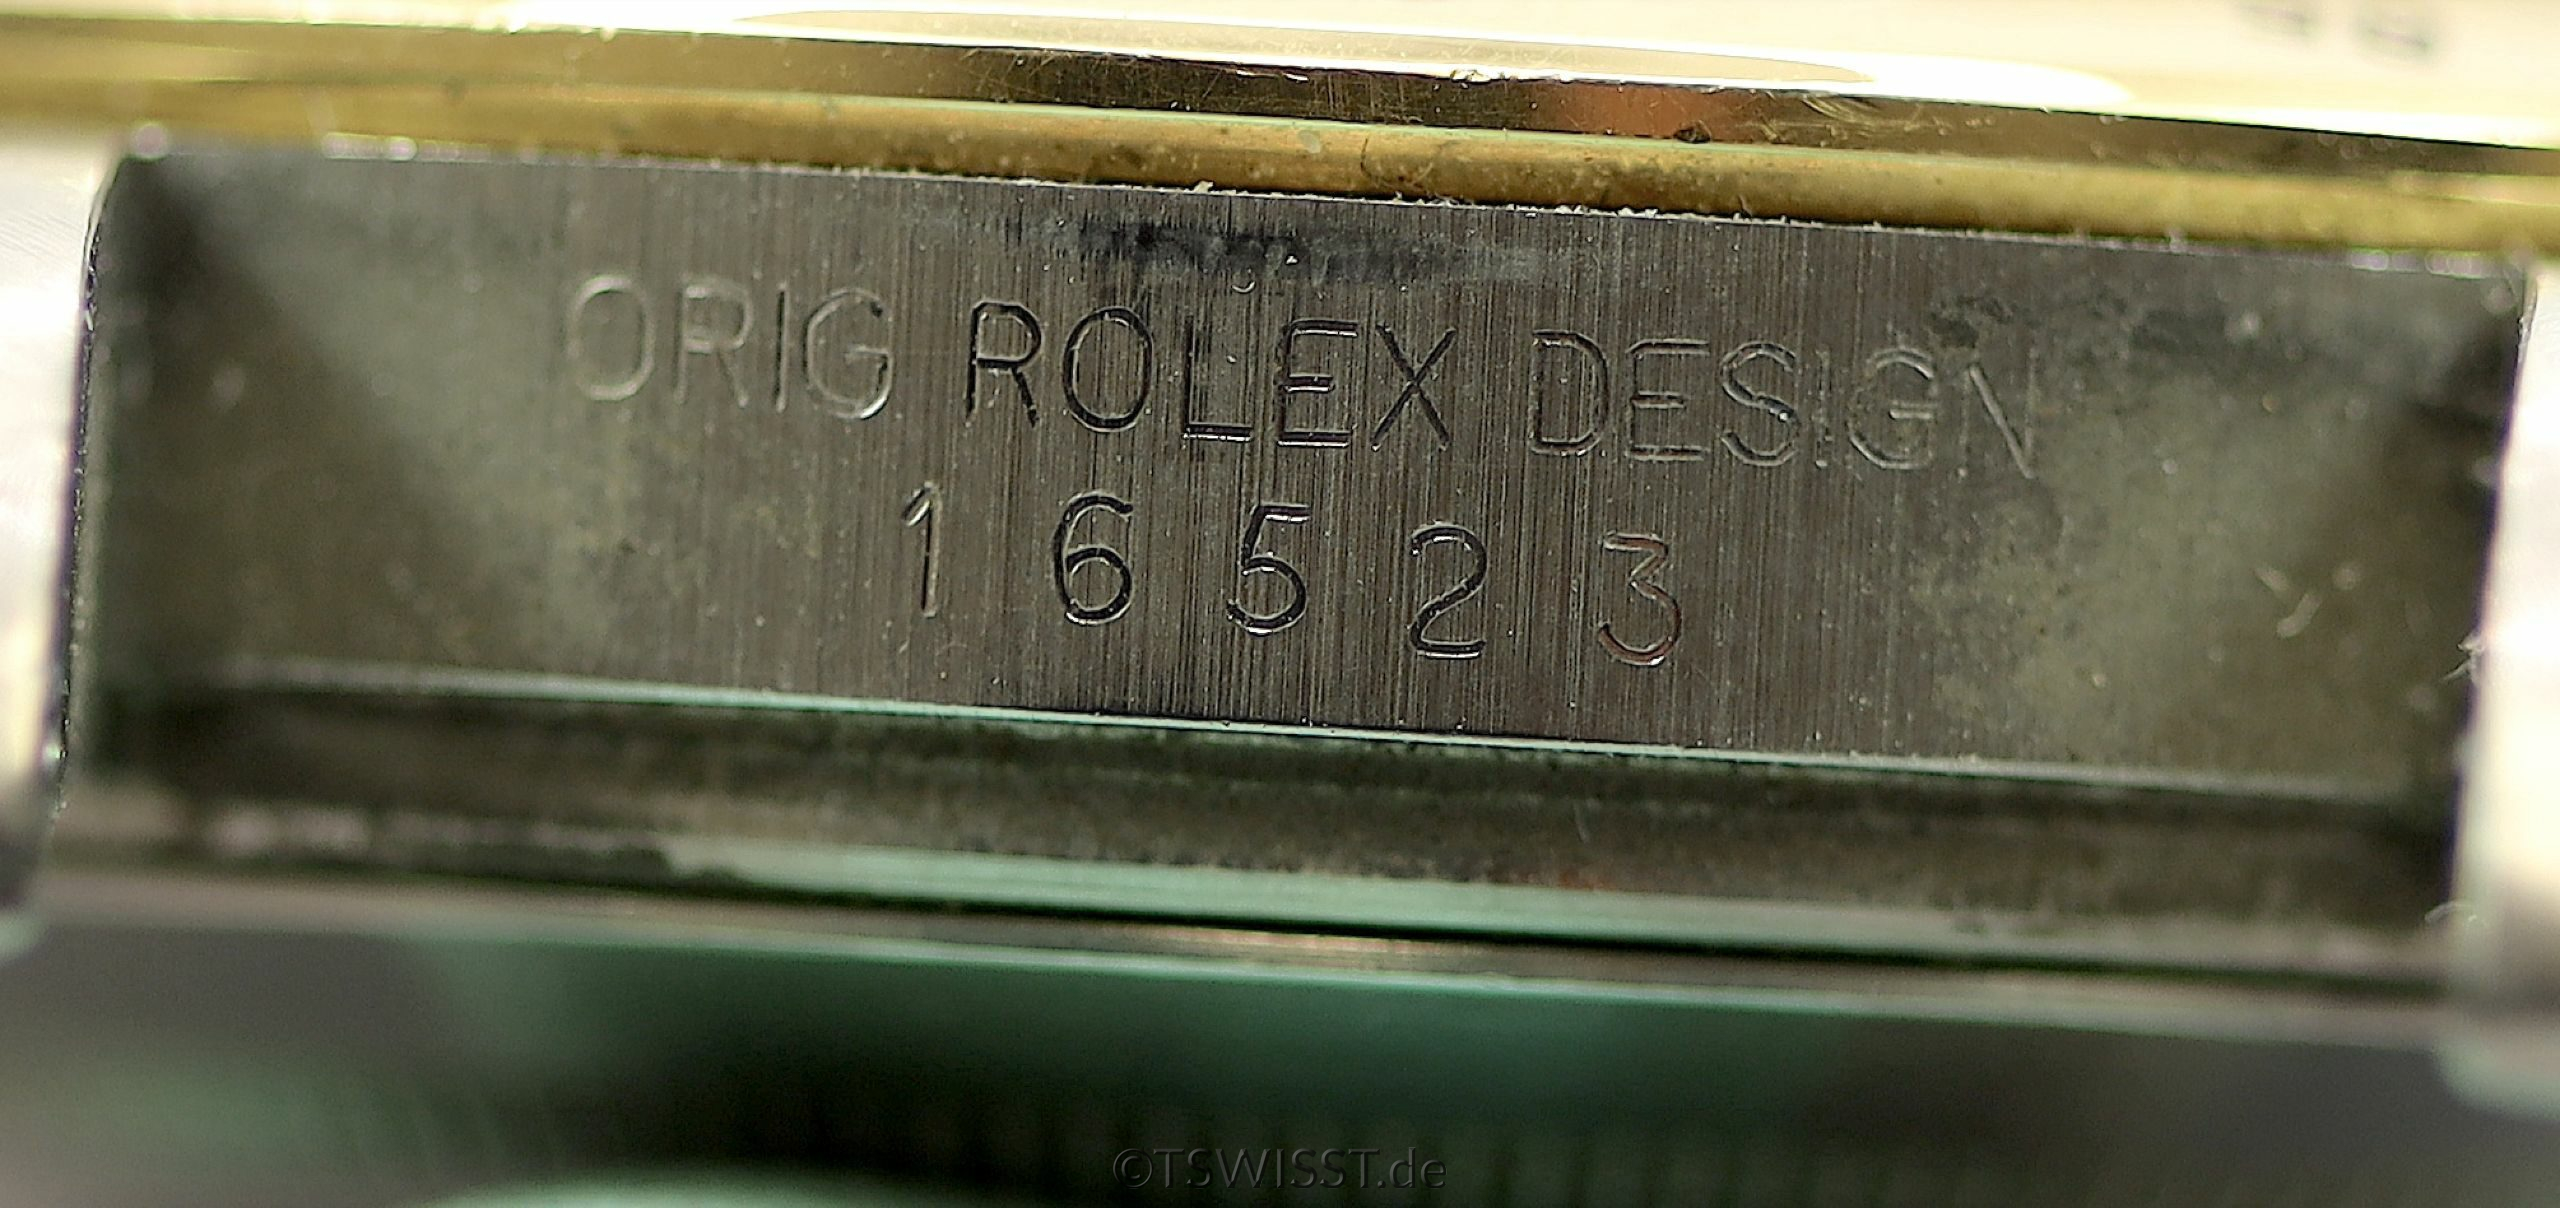 ORIG ROLEX DESIGN
16523
©TSWISST.de